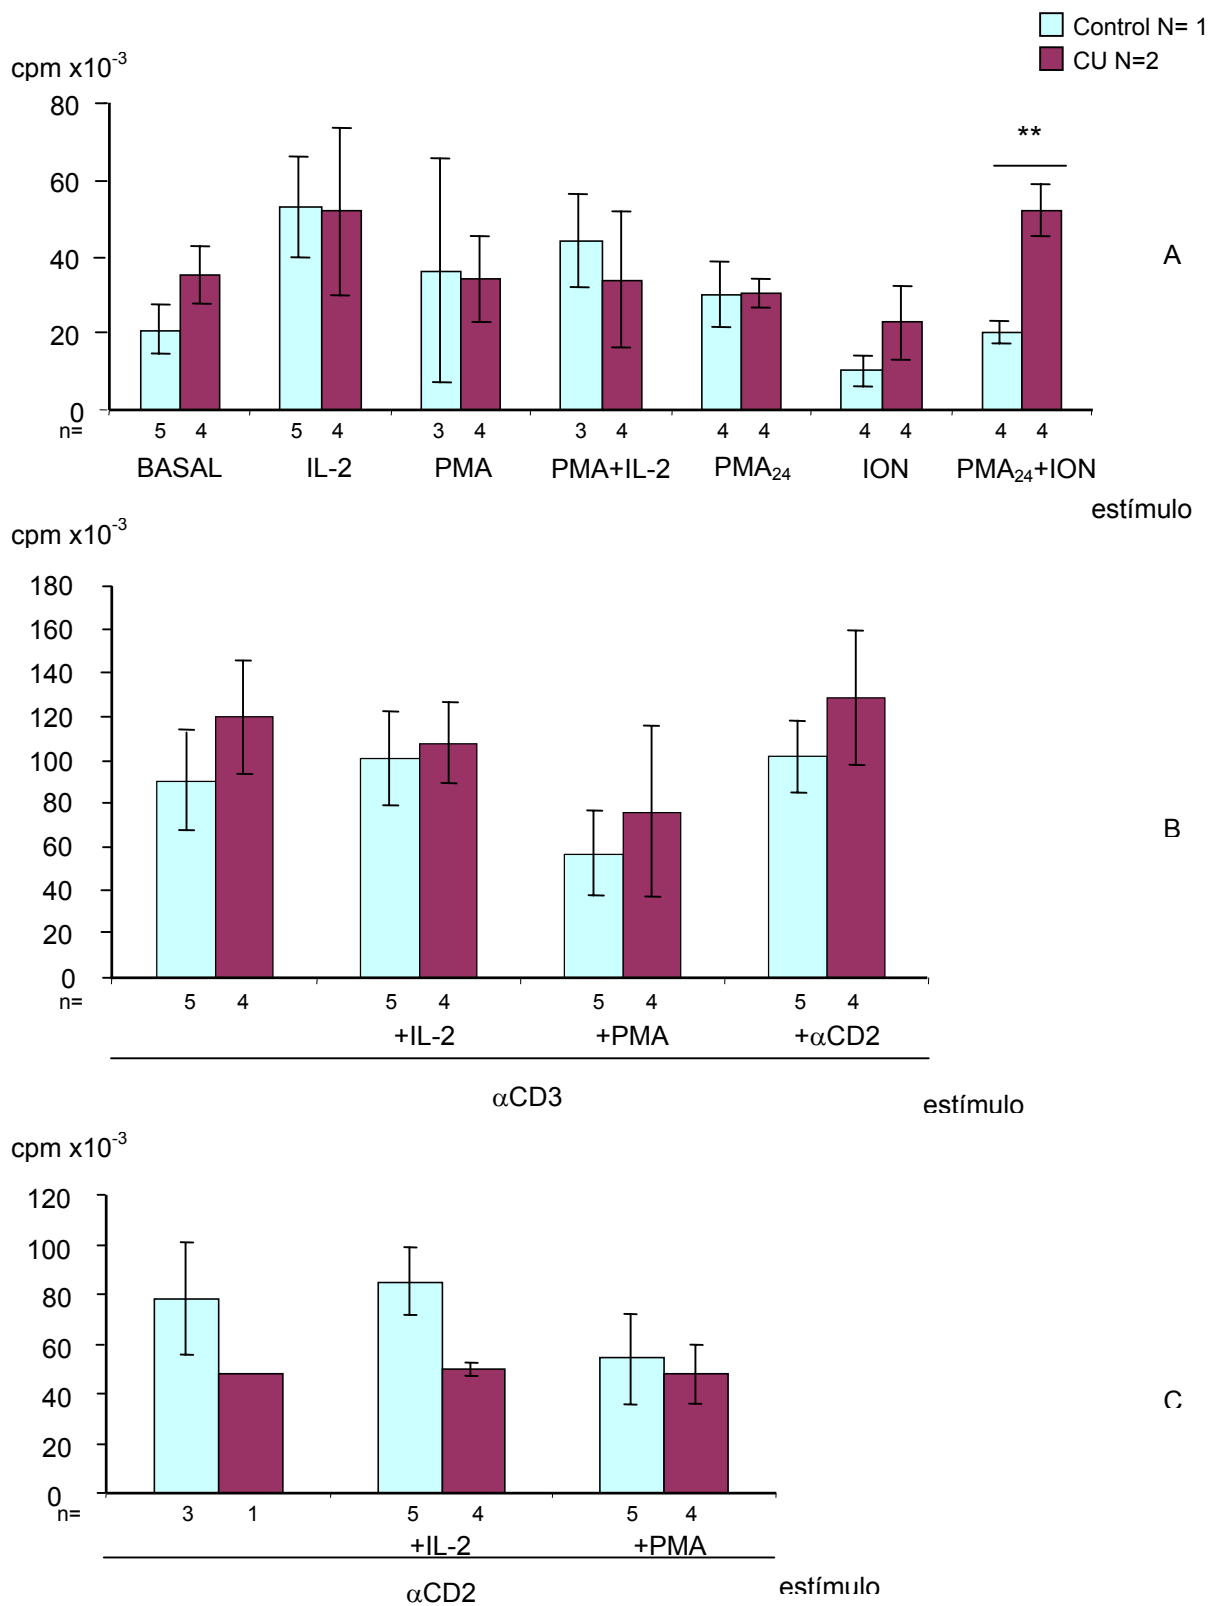 Control N= 1
CU N=2
cpm x10⁻³
80
60
40
20
0
**
A
n= 5 4 5 4 3 4 3 4 4 4 4 4 4 4
BASAL IL-2 PMA PMA+IL-2 PMA₂₄ ION PMA₂₄+ION
estímulo
cpm x10⁻³
180
160
140
120
100
80
60
40
20
0
B
n= 5 4 5 4 5 4 5 4
+IL-2 +PMA +αCD2
αCD3
estímulo
cpm x10⁻³
120
100
80
60
40
20
0
C
n= 3 1 5 4 5 4
+IL-2 +PMA
αCD2
estímulo